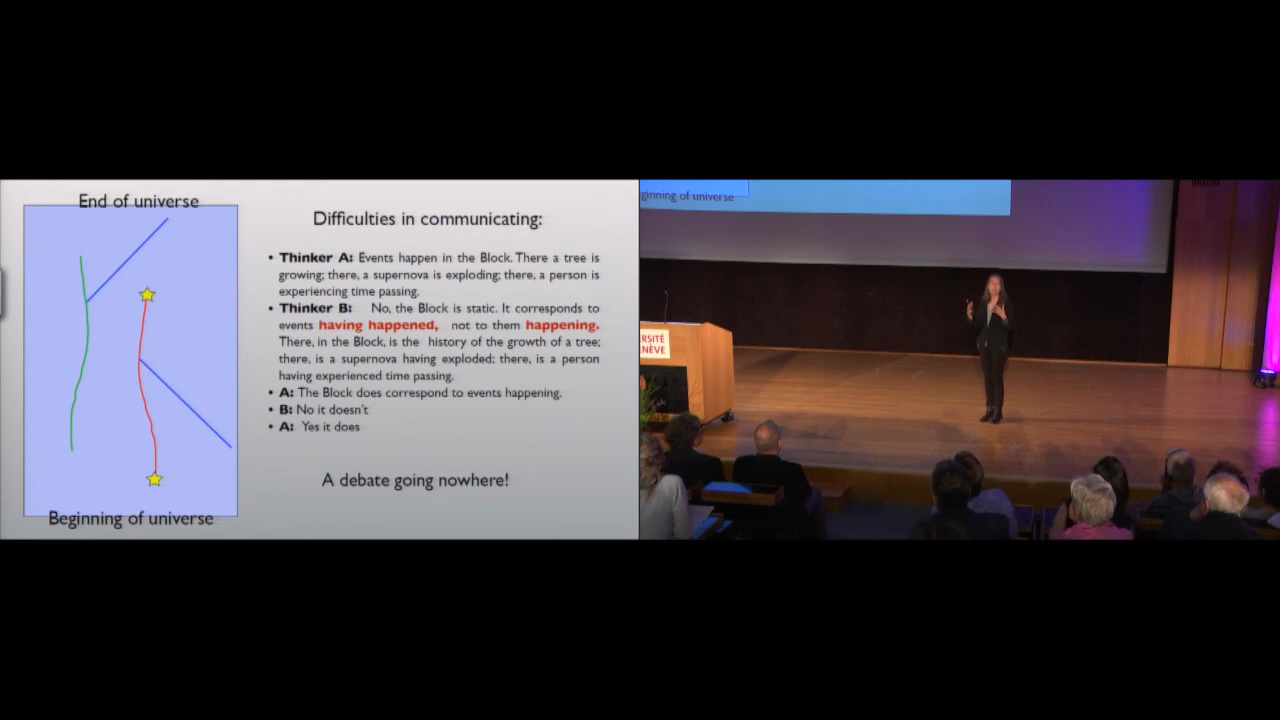 End of universe
Difficulties in communicating:
• Thinker A: Events happen in the Block. There a tree is
growing; there, a supernova is exploding; there, a person is
experiencing time passing.
• Thinker B: No, the Block is static. It corresponds to
events having happened, not to them happening.
There, in the Block, is the history of the growth of a tree;
there, is a supernova having exploded; there, is a person
having experienced time passing.
• A: The Block does correspond to events happening.
• B: No it doesn't
• A: Yes it does
A debate going nowhere!
Beginning of universe
ginning of universe
RSITÉ
NÈVE